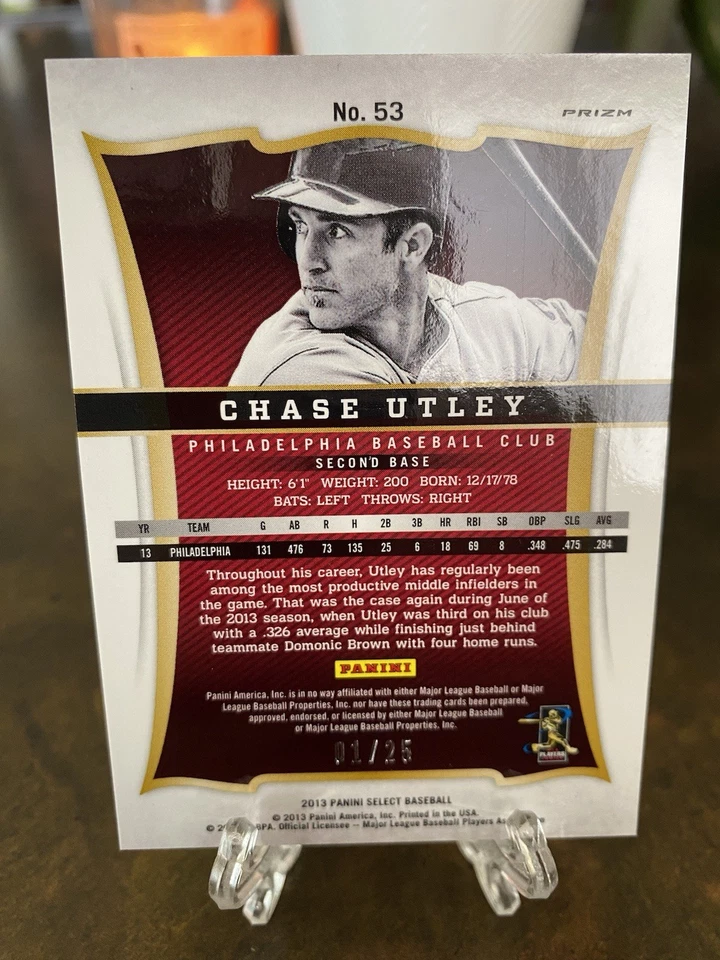 No. 53
PRIZM
CHASE UTLEY
PHILADELPHIA BASEBALL CLUB
SECOND BASE
HEIGHT: 6'1" WEIGHT: 200 BORN: 12/17/78
BATS: LEFT THROWS: RIGHT
YR TEAM G AB R H 2B 3B HR RBI SB OBP SLG AVG
13 PHILADELPHIA 131 476 73 135 25 6 18 69 8 .348 .475 .284
Throughout his career, Utley has regularly been
among the most productive middle infielders in
the game. That was the case again during June of
the 2013 season, when Utley was third on his club
with a .326 average while finishing just behind
teammate Domonic Brown with four home runs.
PANINI
Panini America, Inc. is in no way affiliated with either Major League Baseball or Major
League Baseball Properties, Inc. nor have these trading cards been prepared,
approved, endorsed, or licensed by either Major League Baseball
or Major League Baseball Properties, Inc.
PLAYERS
01/25
2013 PANINI SELECT BASEBALL
© 2013 Panini America, Inc. Printed in the USA.
© Official Licensee -- Major League Baseball Players